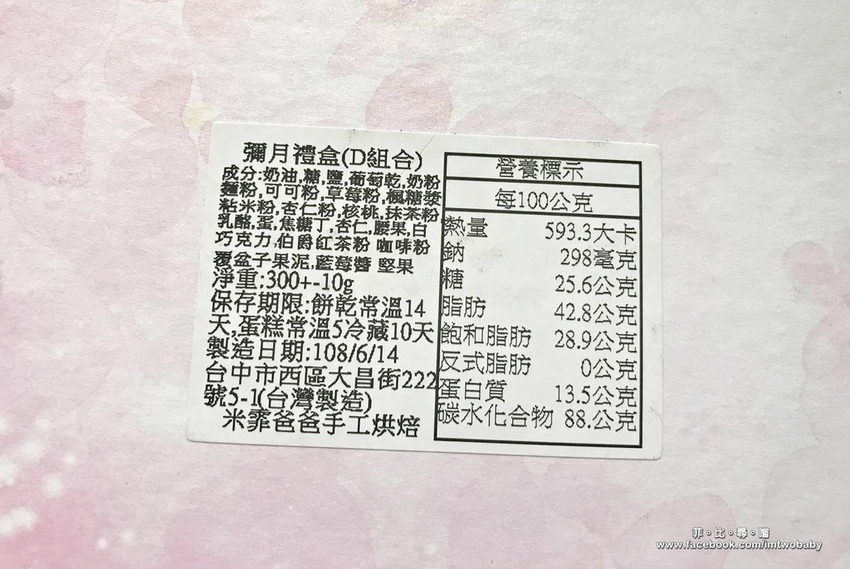 彌月禮盒(D組合)
成分:奶油,糖,鹽,葡萄乾,奶粉
麵粉,可可粉,草莓粉,楓糖漿
粘米粉,杏仁粉,核桃,抹茶粉
乳酪,蛋,焦糖丁,杏仁,腰果,白
巧克力,伯爵紅茶粉 咖啡粉
覆盆子果泥,藍莓醬 堅果
淨重:300+-10g
保存期限:餅乾常溫14
天,蛋糕常溫5冷藏10天
製造日期:108/6/14
台中市西區大昌街222
號5-1(台灣製造)
米霏爸爸手工烘焙
營養標示
每100公克
熱量 593.3大卡
鈉 298毫克
糖 25.6公克
脂肪 42.8公克
飽和脂肪 28.9公克
反式脂肪 0公克
蛋白質 13.5公克
碳水化合物 88.公克
菲。比。尋。囍
www.facebook.com/imtwobaby